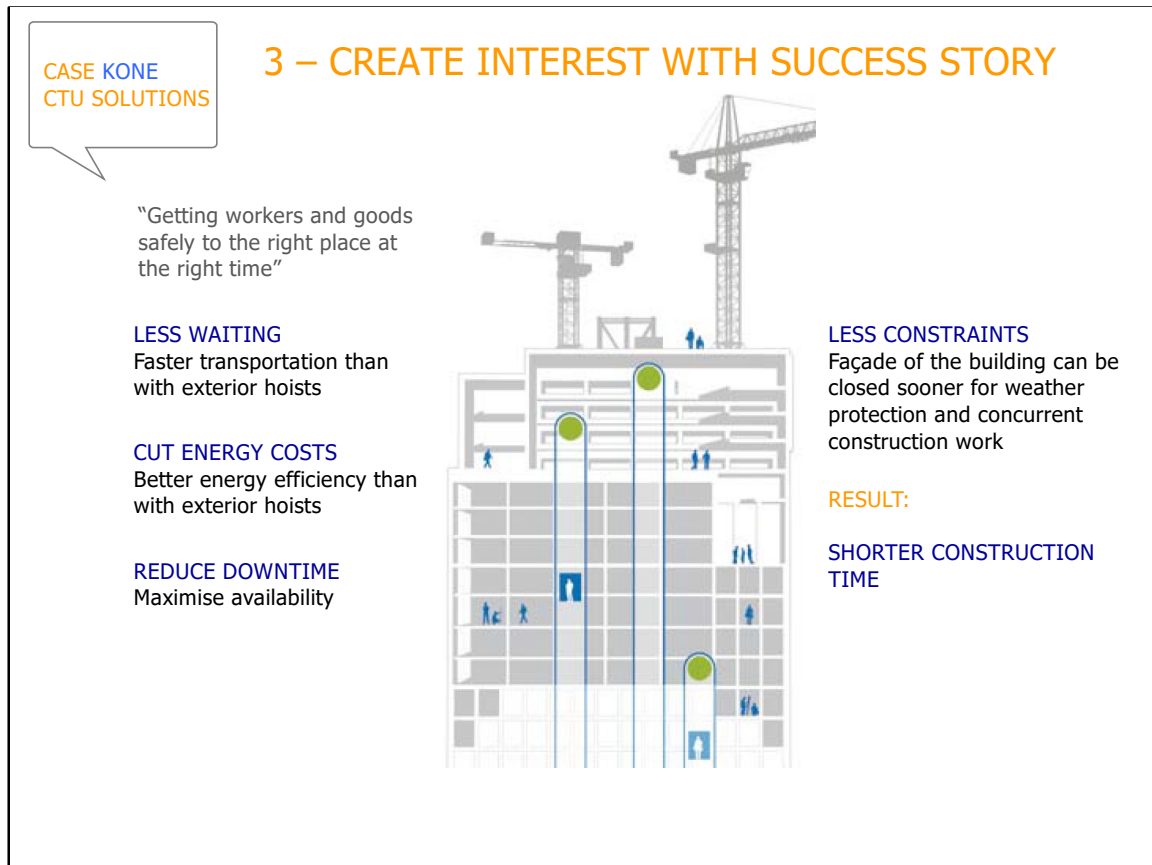 CASE KONE
CTU SOLUTIONS
3 – CREATE INTEREST WITH SUCCESS STORY
“Getting workers and goods
safely to the right place at
the right time”
LESS WAITING
Faster transportation than
with exterior hoists
CUT ENERGY COSTS
Better energy efficiency than
with exterior hoists
REDUCE DOWNTIME
Maximise availability
LESS CONSTRAINTS
Façade of the building can be
closed sooner for weather
protection and concurrent
construction work
RESULT:
SHORTER CONSTRUCTION
TIME